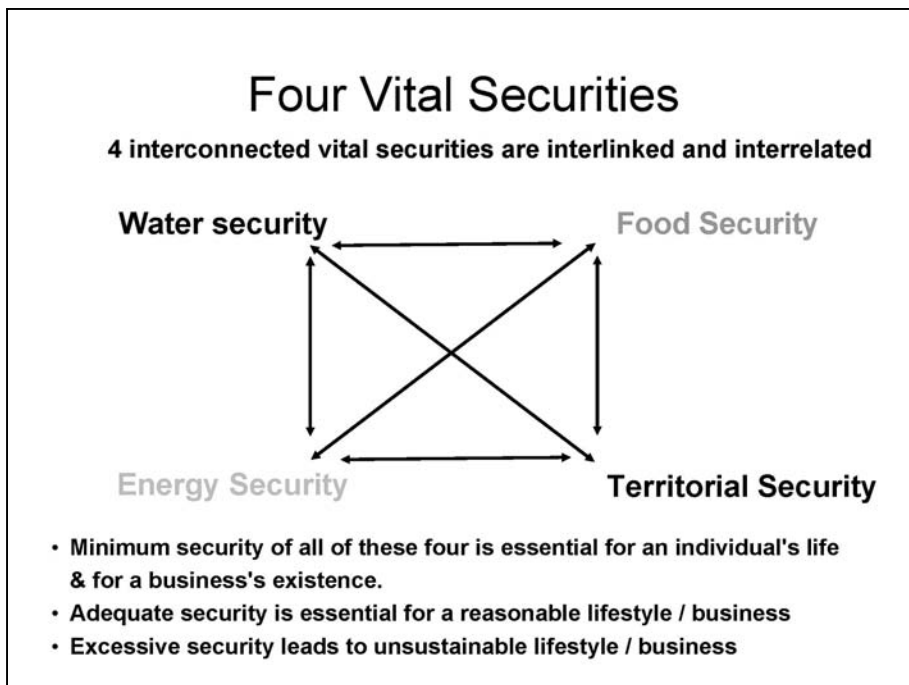 Four Vital Securities
4 interconnected vital securities are interlinked and interrelated
Water security
Food Security
Energy Security
Territorial Security
• Minimum security of all of these four is essential for an individual's life
& for a business's existence.
• Adequate security is essential for a reasonable lifestyle / business
• Excessive security leads to unsustainable lifestyle / business